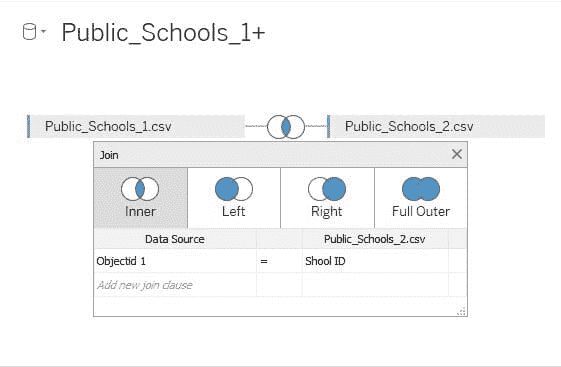 Public_Schools_1+
Public_Schools_1.csv Public_Schools_2.csv
Join
Inner Left Right Full Outer
Data Source Public_Schools_2.csv
Objectid 1 = Shool ID
Add new join clause